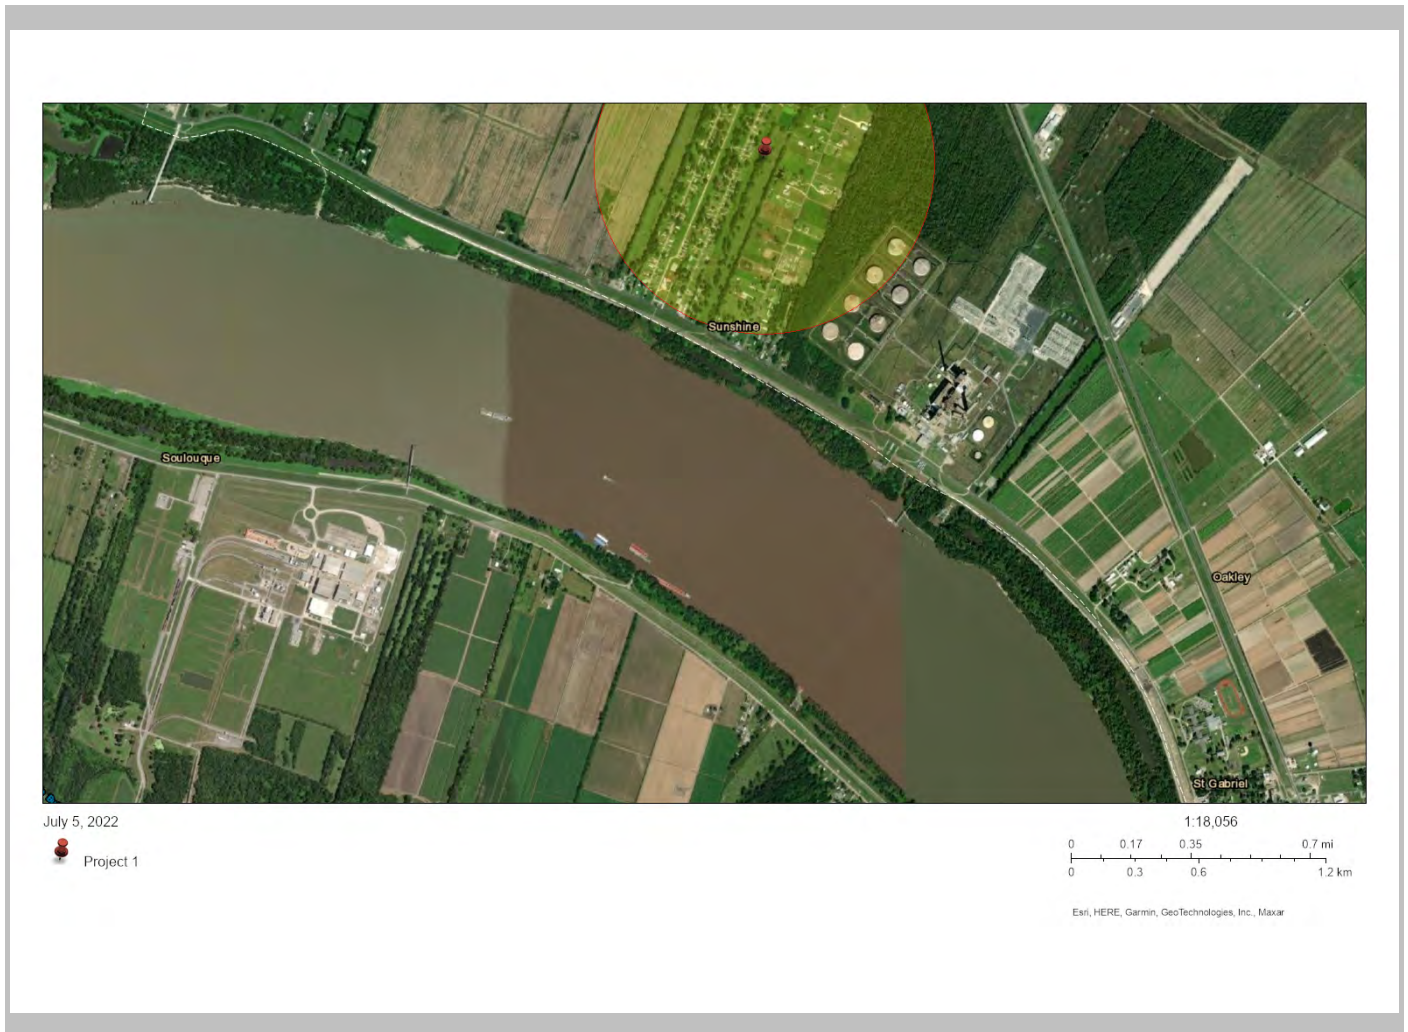 Sunshine
Soulouque
Oakley
St Gabriel
July 5, 2022
1:18,056
Project 1
0 0.17 0.35 0.7 mi
0 0.3 0.6 1.2 km
Esri, HERE, Garmin, GeoTechnologies, Inc., Maxar